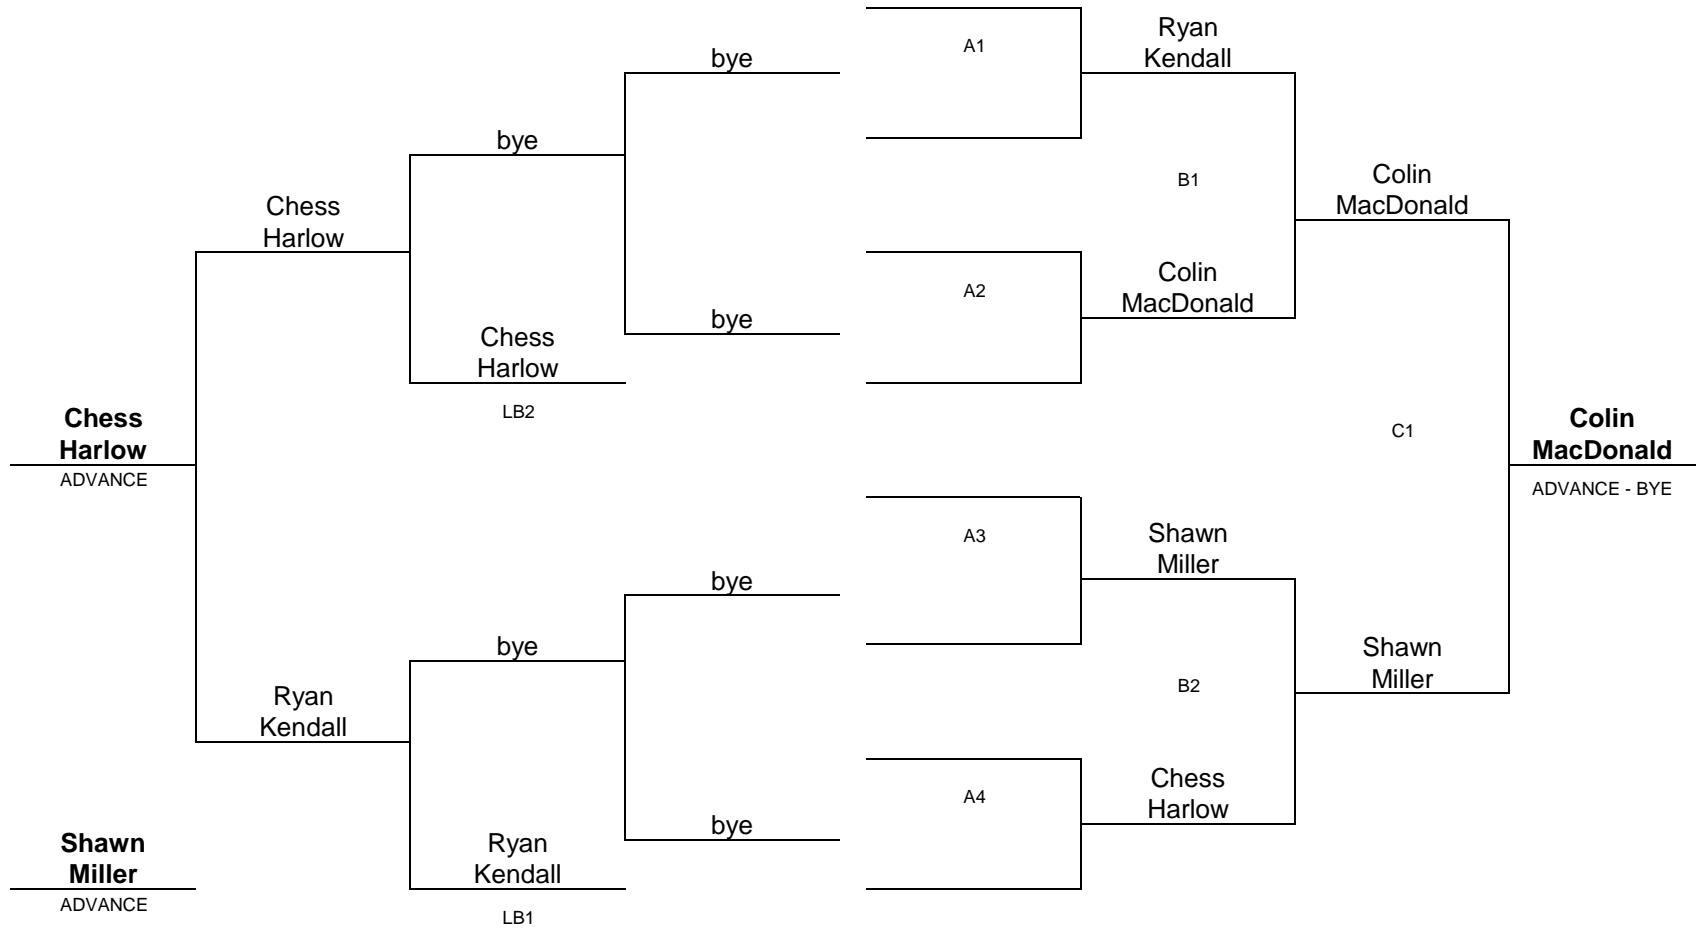 Ryan
Kendall
A1
bye
bye
B1
Colin
MacDonald
Chess
Harlow
Colin
MacDonald
A2
bye
Chess
Harlow
LB2
Chess
Harlow
ADVANCE
C1
Colin
MacDonald
ADVANCE - BYE
A3
Shawn
Miller
bye
bye
Shawn
Miller
B2
Ryan
Kendall
Chess
Harlow
A4
bye
Shawn
Miller
ADVANCE
Ryan
Kendall
LB1